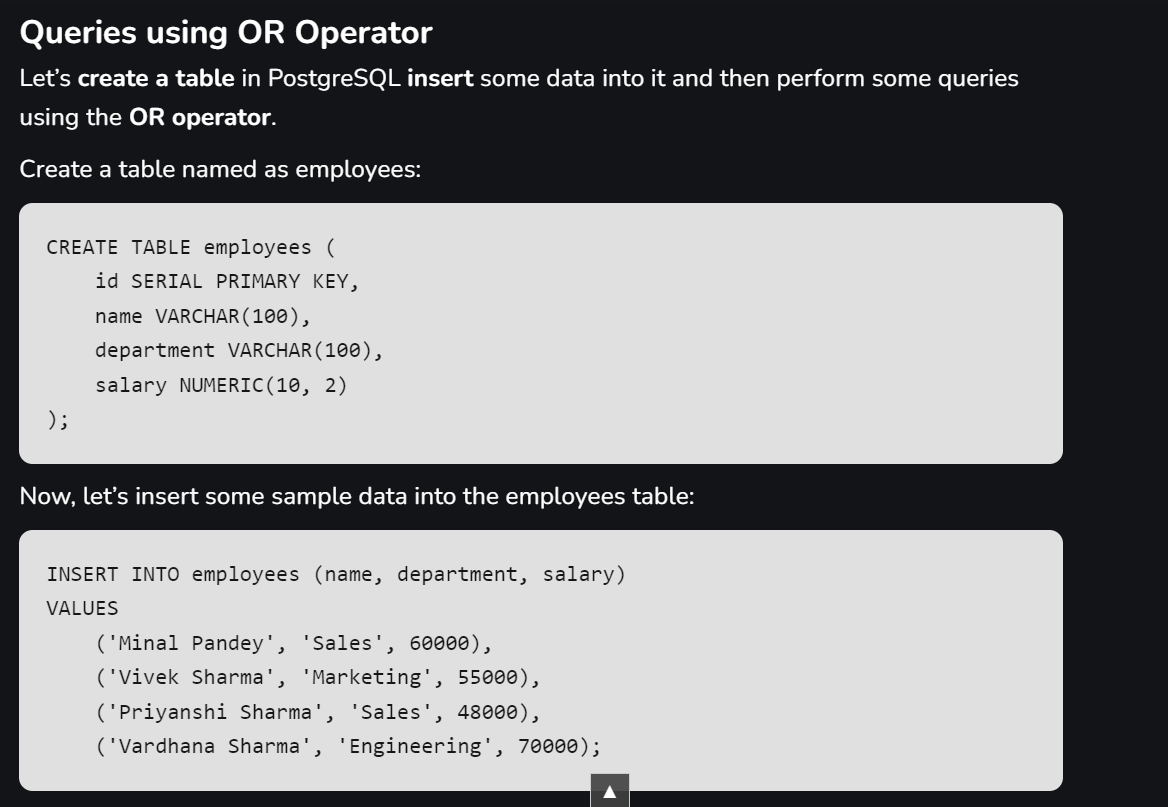 Queries using OR Operator
Let’s create a table in PostgreSQL insert some data into it and then perform some queries
using the OR operator.
Create a table named as employees:
CREATE TABLE employees (
    id SERIAL PRIMARY KEY,
    name VARCHAR(100),
    department VARCHAR(100),
    salary NUMERIC(10, 2)
);
Now, let’s insert some sample data into the employees table:
INSERT INTO employees (name, department, salary)
VALUES
    ('Minal Pandey', 'Sales', 60000),
    ('Vivek Sharma', 'Marketing', 55000),
    ('Priyanshi Sharma', 'Sales', 48000),
    ('Vardhana Sharma', 'Engineering', 70000);